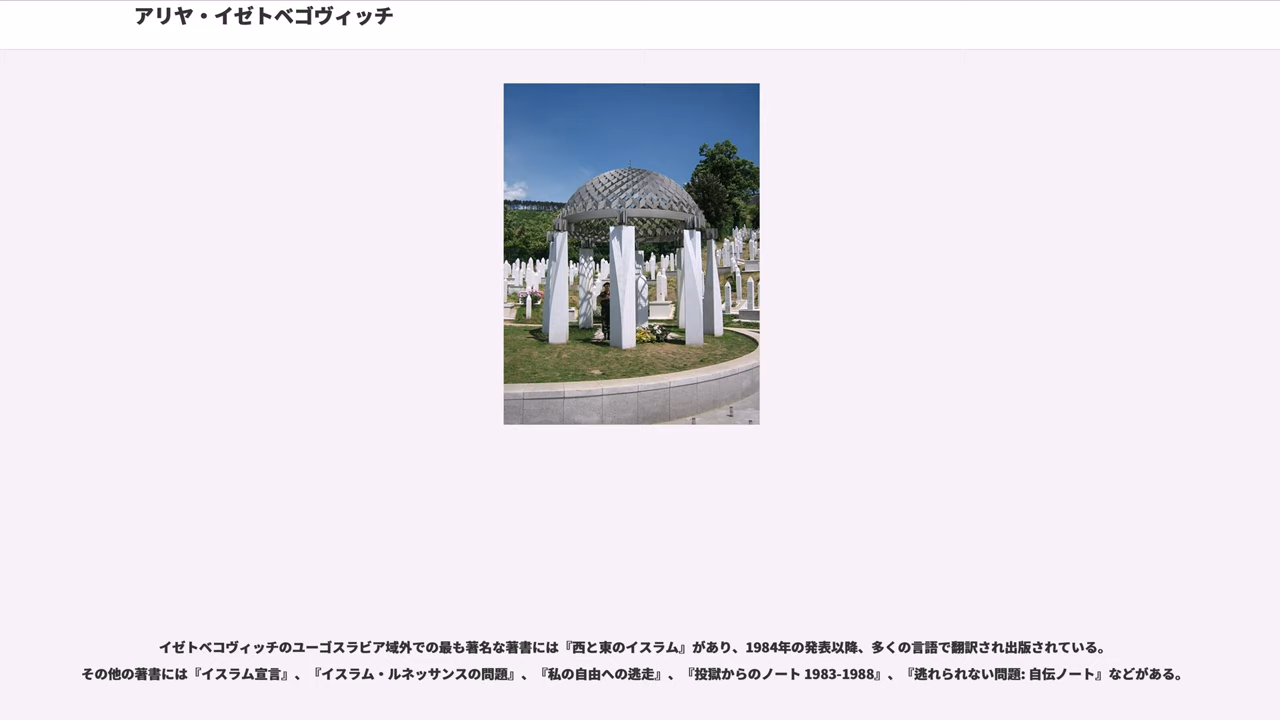 アリヤ・イゼトベゴヴィッチ
イゼトベコヴィッチのユーゴスラビア域外での最も著名な著書には『西と東のイスラム』があり、1984年の発表以降、多くの言語で翻訳され出版されている。
その他の著書には『イスラム宣言』、『イスラム・ルネッサンスの問題』、『私の自由への逃走』、『投獄からのノート 1983-1988』、『逃れられない問題: 自伝ノート』などがある。